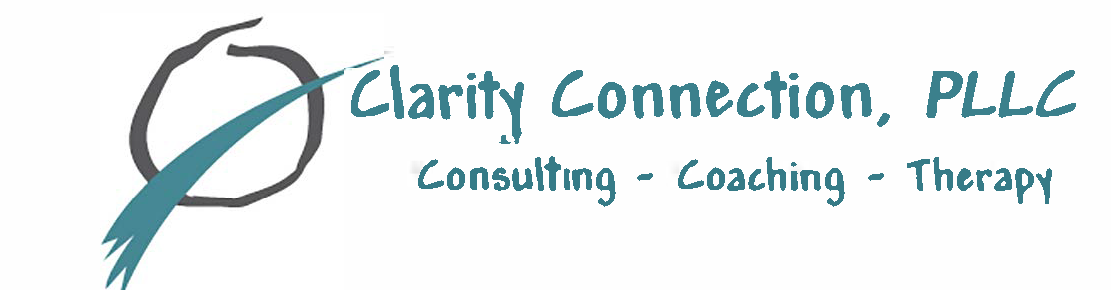 Clarity Connection, PLLC
Consulting - Coaching - Therapy